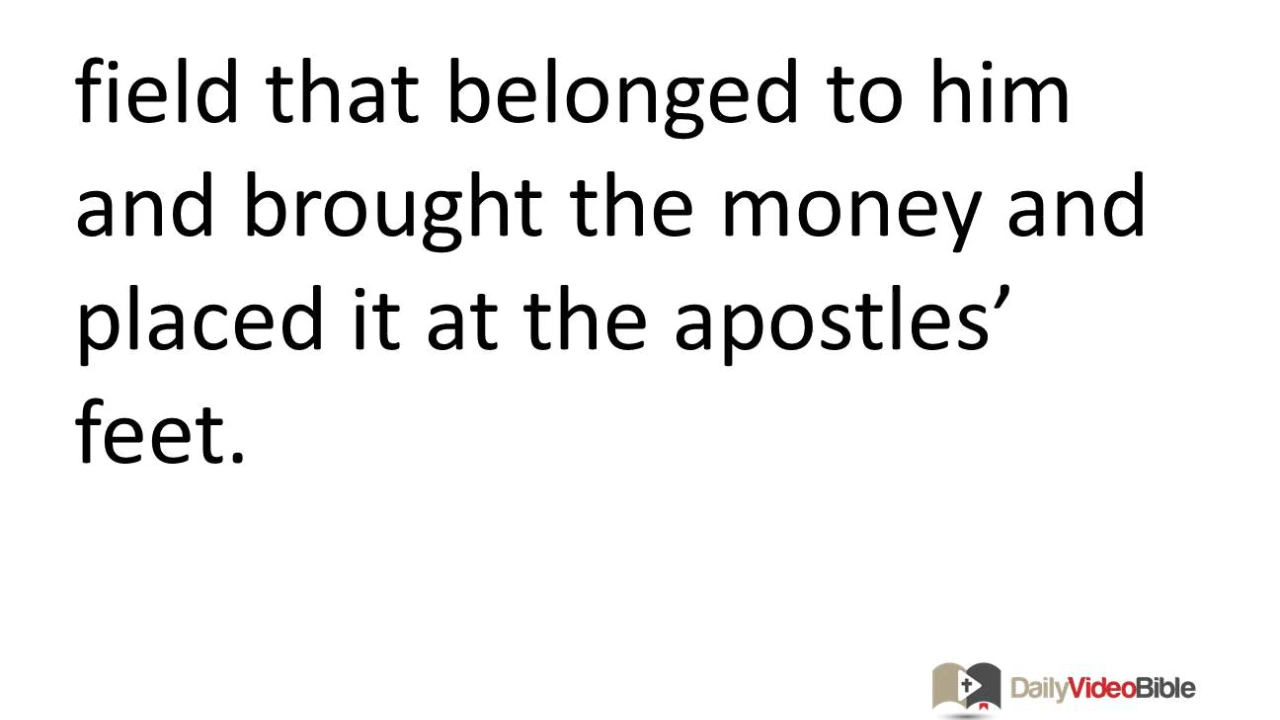 field that belonged to him
and brought the money and
placed it at the apostles’
feet.
DailyVideoBible